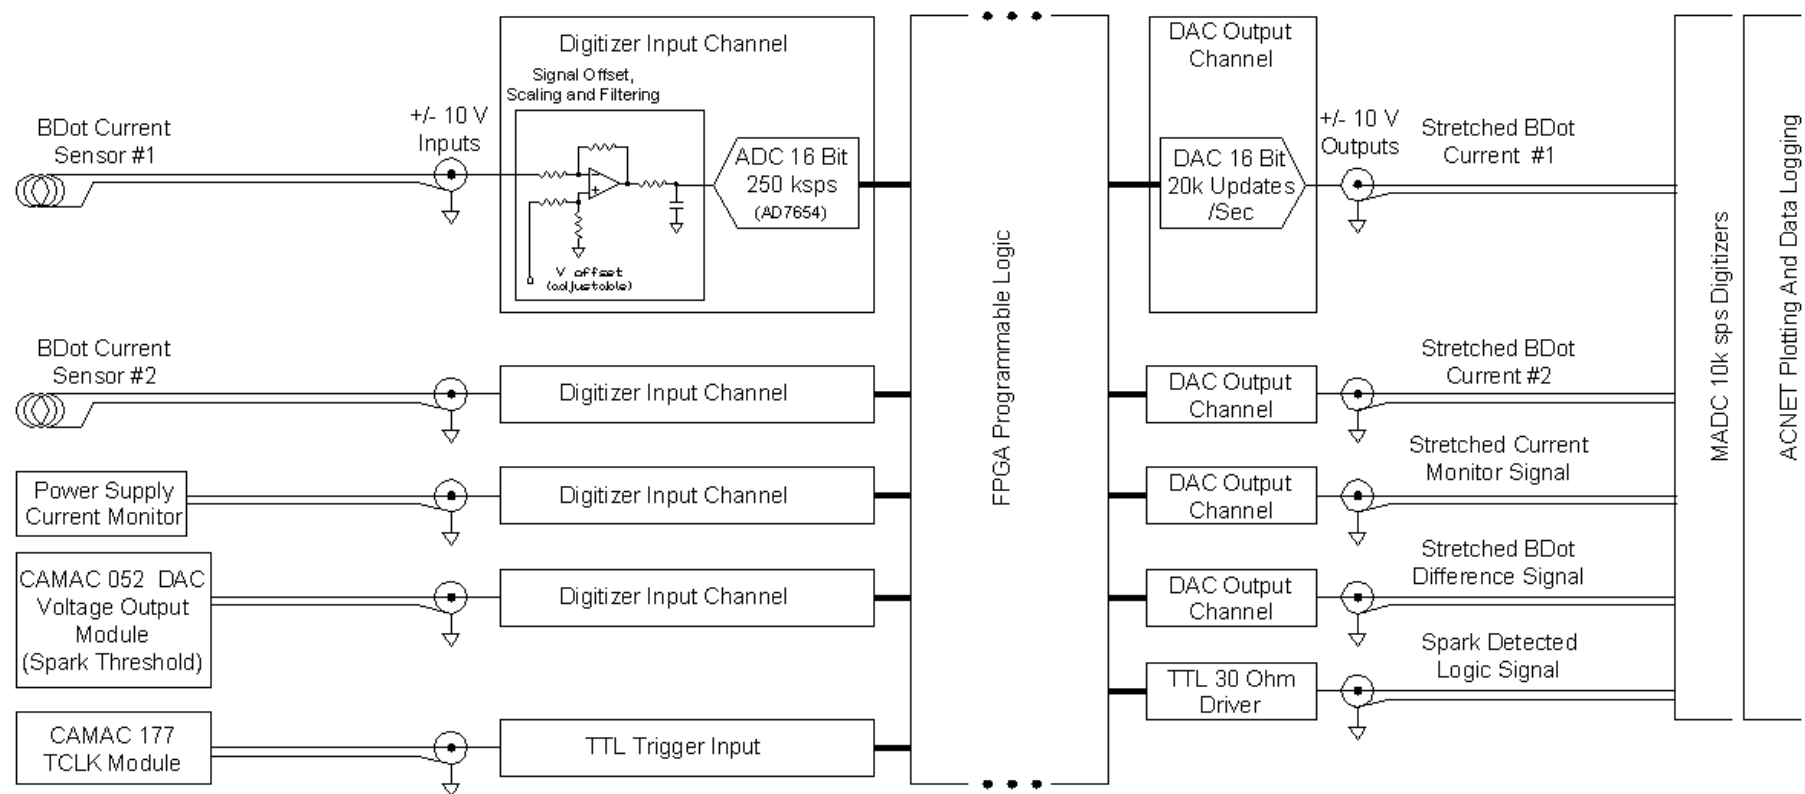 Digitizer Input Channel
Signal Offset,
Scaling and Filtering
BDot Current
Sensor #1
+/- 10 V
Inputs
ADC 16 Bit
250 ksps
(AD7654)
V offset
(adjustable)
BDot Current
Sensor #2
Digitizer Input Channel
Power Supply
Current Monitor
Digitizer Input Channel
CAMAC 052 DAC
Voltage Output
Module
(Spark Threshold)
Digitizer Input Channel
CAMAC 177
TCLK Module
TTL Trigger Input
FPGA Programmable Logic
DAC Output
Channel
DAC 16 Bit
20k Updates
/Sec
+/- 10 V
Outputs
Stretched BDot
Current #1
DAC Output
Channel
Stretched BDot
Current #2
DAC Output
Channel
Stretched Current
Monitor Signal
DAC Output
Channel
Stretched BDot
Difference Signal
TTL 30 Ohm
Driver
Spark Detected
Logic Signal
MADC 10k sps Digitizers
ACNET Plotting And Data Logging